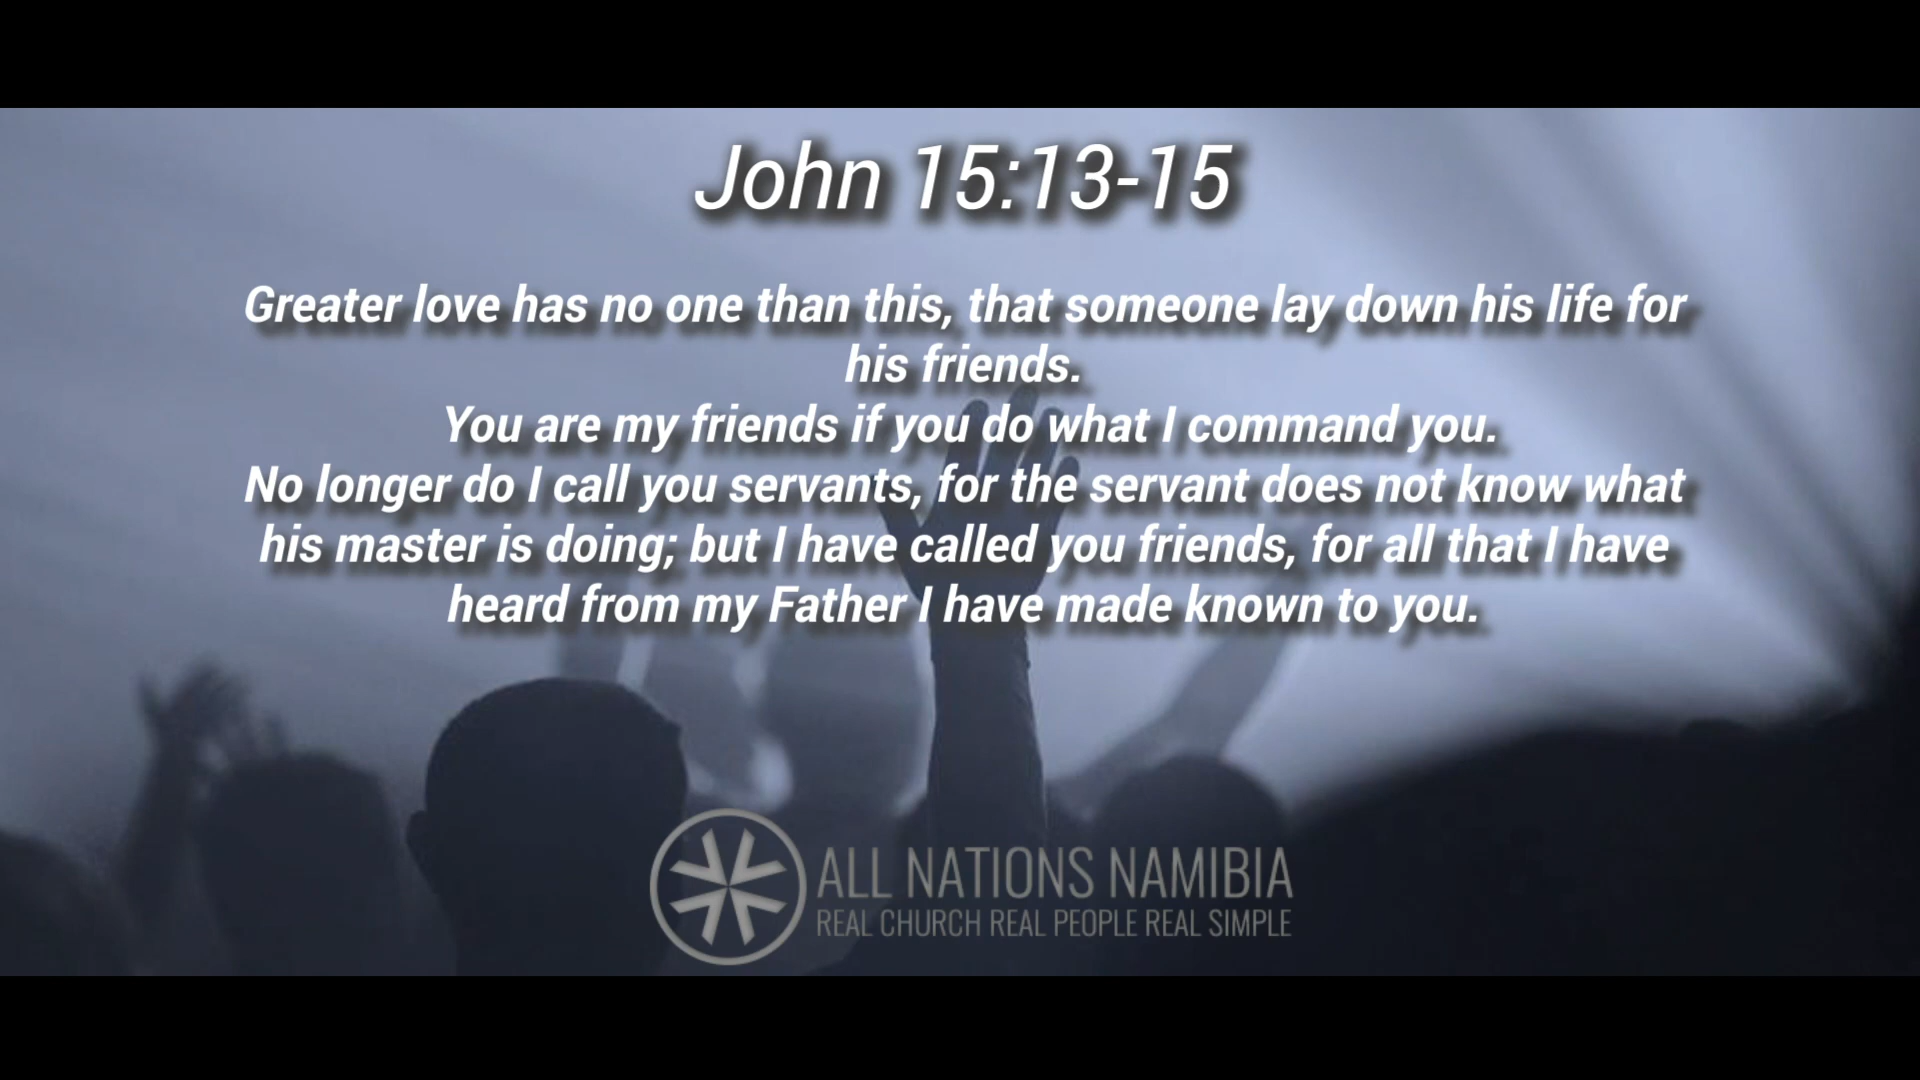 John 15:13-15
Greater love has no one than this, that someone lay down his life for
his friends.
You are my friends if you do what I command you.
No longer do I call you servants, for the servant does not know what
his master is doing; but I have called you friends, for all that I have
heard from my Father I have made known to you.
ALL NATIONS NAMIBIA
REAL CHURCH REAL PEOPLE REAL SIMPLE